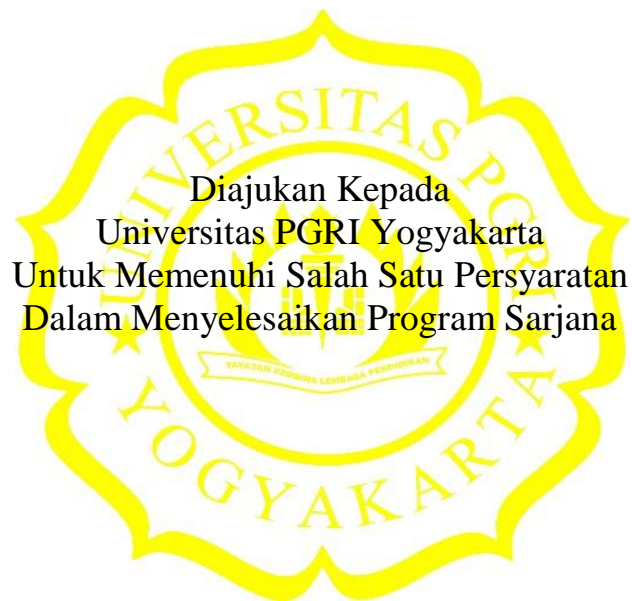 UNIVERSITAS PGRI
Diajukan Kepada
Universitas PGRI Yogyakarta
Untuk Memenuhi Salah Satu Persyaratan
Dalam Menyelesaikan Program Sarjana
YAYASAN PEMBINA LEMBAGA PENDIDIKAN
YOGYAKARTA